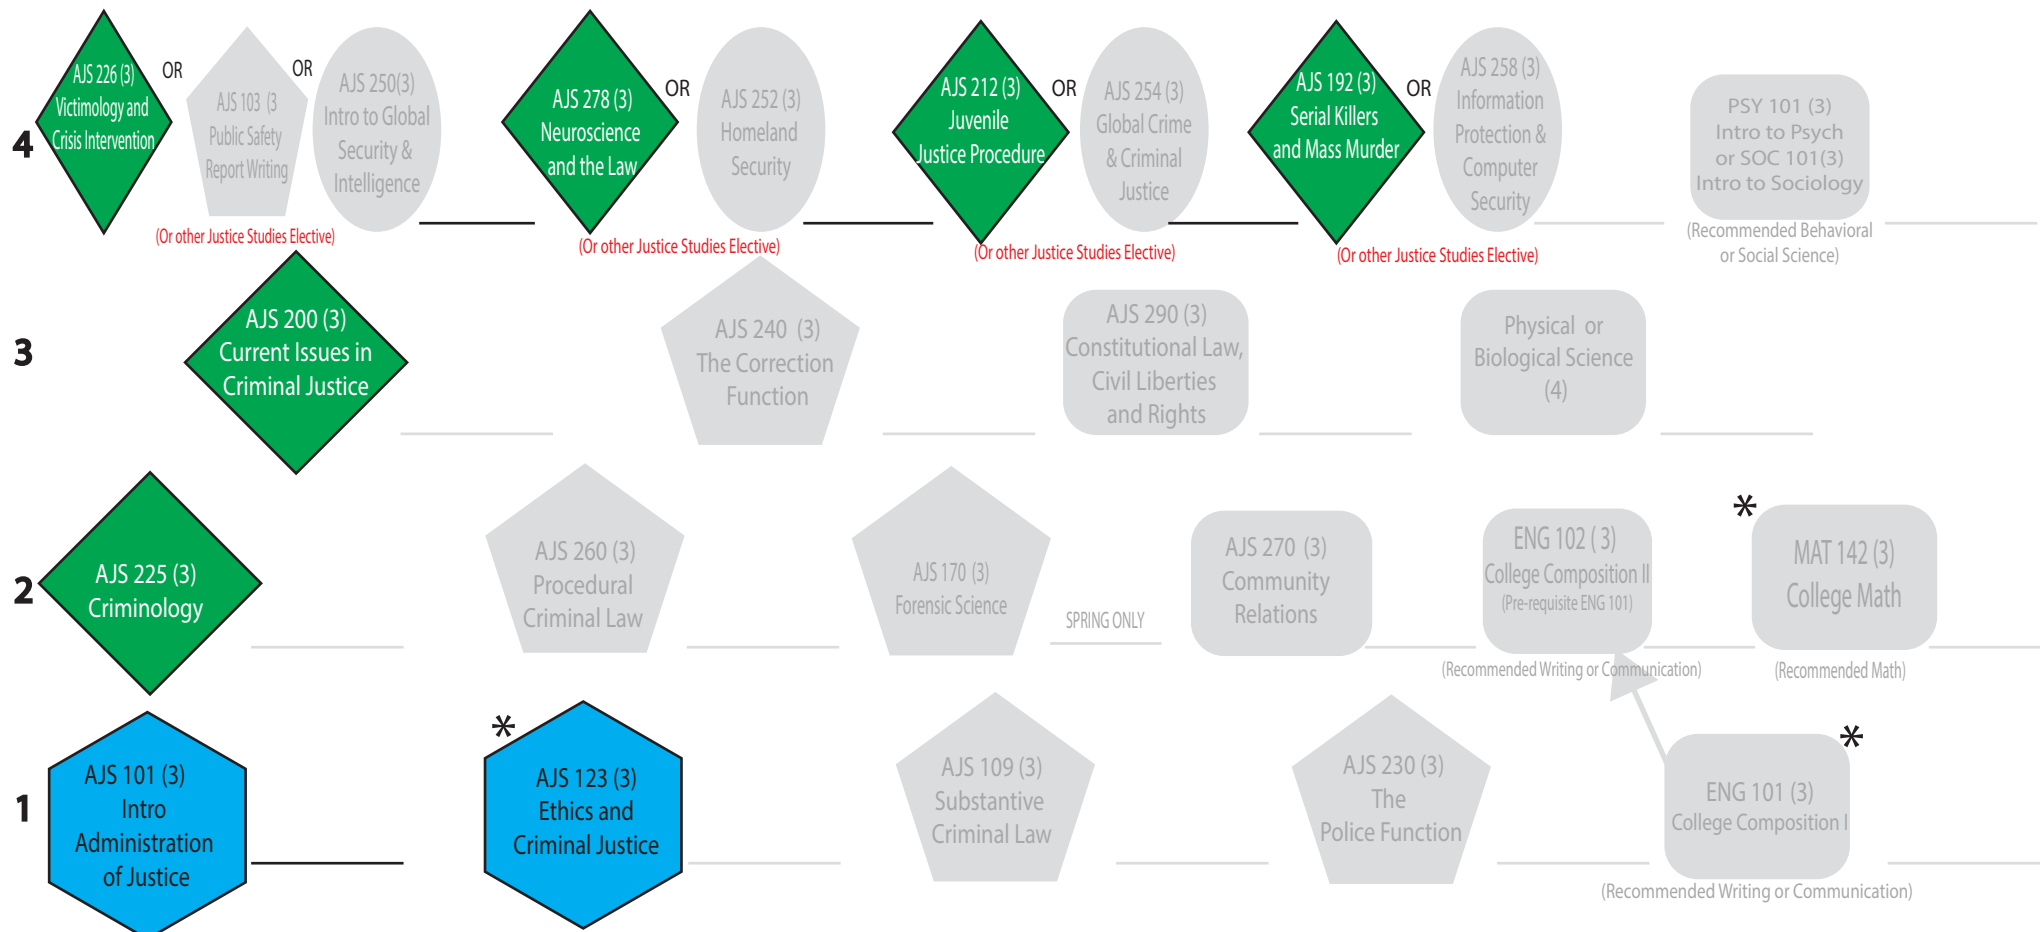 4
AJS 226 (3)
Victimology and
Crisis Intervention
OR
AJS 103 (3
Public Safety
Report Writing
OR
AJS 250(3)
Intro to Global
Security &
Intelligence
(Or other Justice Studies Elective)
AJS 278 (3)
Neuroscience
and the Law
OR
AJS 252 (3)
Homeland
Security
(Or other Justice Studies Elective)
AJS 212 (3)
Juvenile
Justice Procedure
OR
AJS 254 (3)
Global Crime
& Criminal
Justice
(Or other Justice Studies Elective)
AJS 192 (3)
Serial Killers
and Mass Murder
OR
AJS 258 (3)
Information
Protection &
Computer
Security
(Or other Justice Studies Elective)
PSY 101 (3)
Intro to Psych
or SOC 101(3)
Intro to Sociology
(Recommended Behavioral
or Social Science)
3
AJS 200 (3)
Current Issues in
Criminal Justice
AJS 240 (3)
The Correction
Function
AJS 290 (3)
Constitutional Law,
Civil Liberties
and Rights
Physical or
Biological Science
(4)
2
AJS 225 (3)
Criminology
AJS 260 (3)
Procedural
Criminal Law
AJS 170 (3)
Forensic Science
SPRING ONLY
AJS 270 (3)
Community
Relations
ENG 102 ( 3)
College Composition II
(Pre-requisite ENG 101)
(Recommended Writing or Communication)
*
MAT 142 (3)
College Math
(Recommended Math)
1
AJS 101 (3)
Intro
Administration
of Justice
*
AJS 123 (3)
Ethics and
Criminal Justice
AJS 109 (3)
Substantive
Criminal Law
AJS 230 (3)
The
Police Function
*
ENG 101 (3)
College Composition I
(Recommended Writing or Communication)